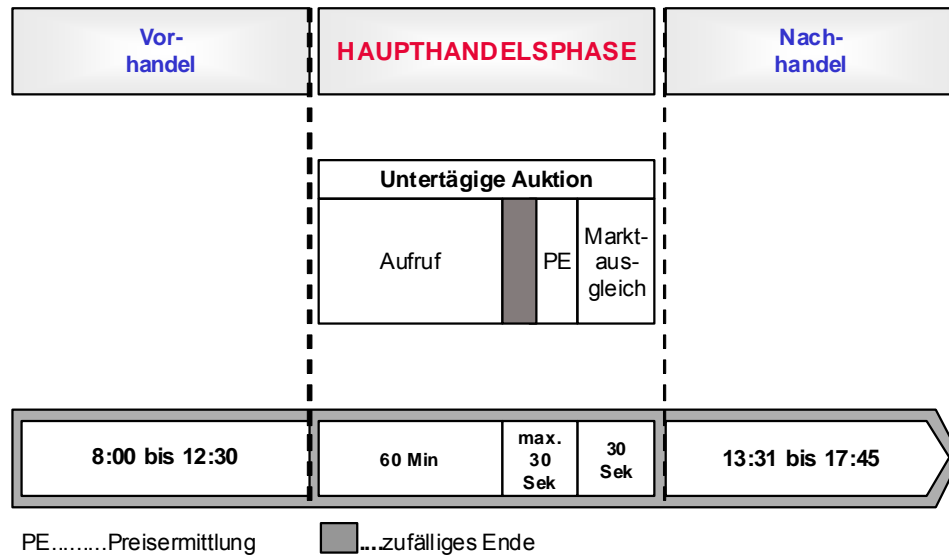 Vor-
handel
HAUPTHANDELSPHASE
Nach-
handel
Untertägige Auktion
Aufruf
PE
Markt-
aus-
gleich
8:00 bis 12:30
60 Min
max.
30
Sek
30
Sek
13:31 bis 17:45
PE.........Preisermittlung
....zufälliges Ende